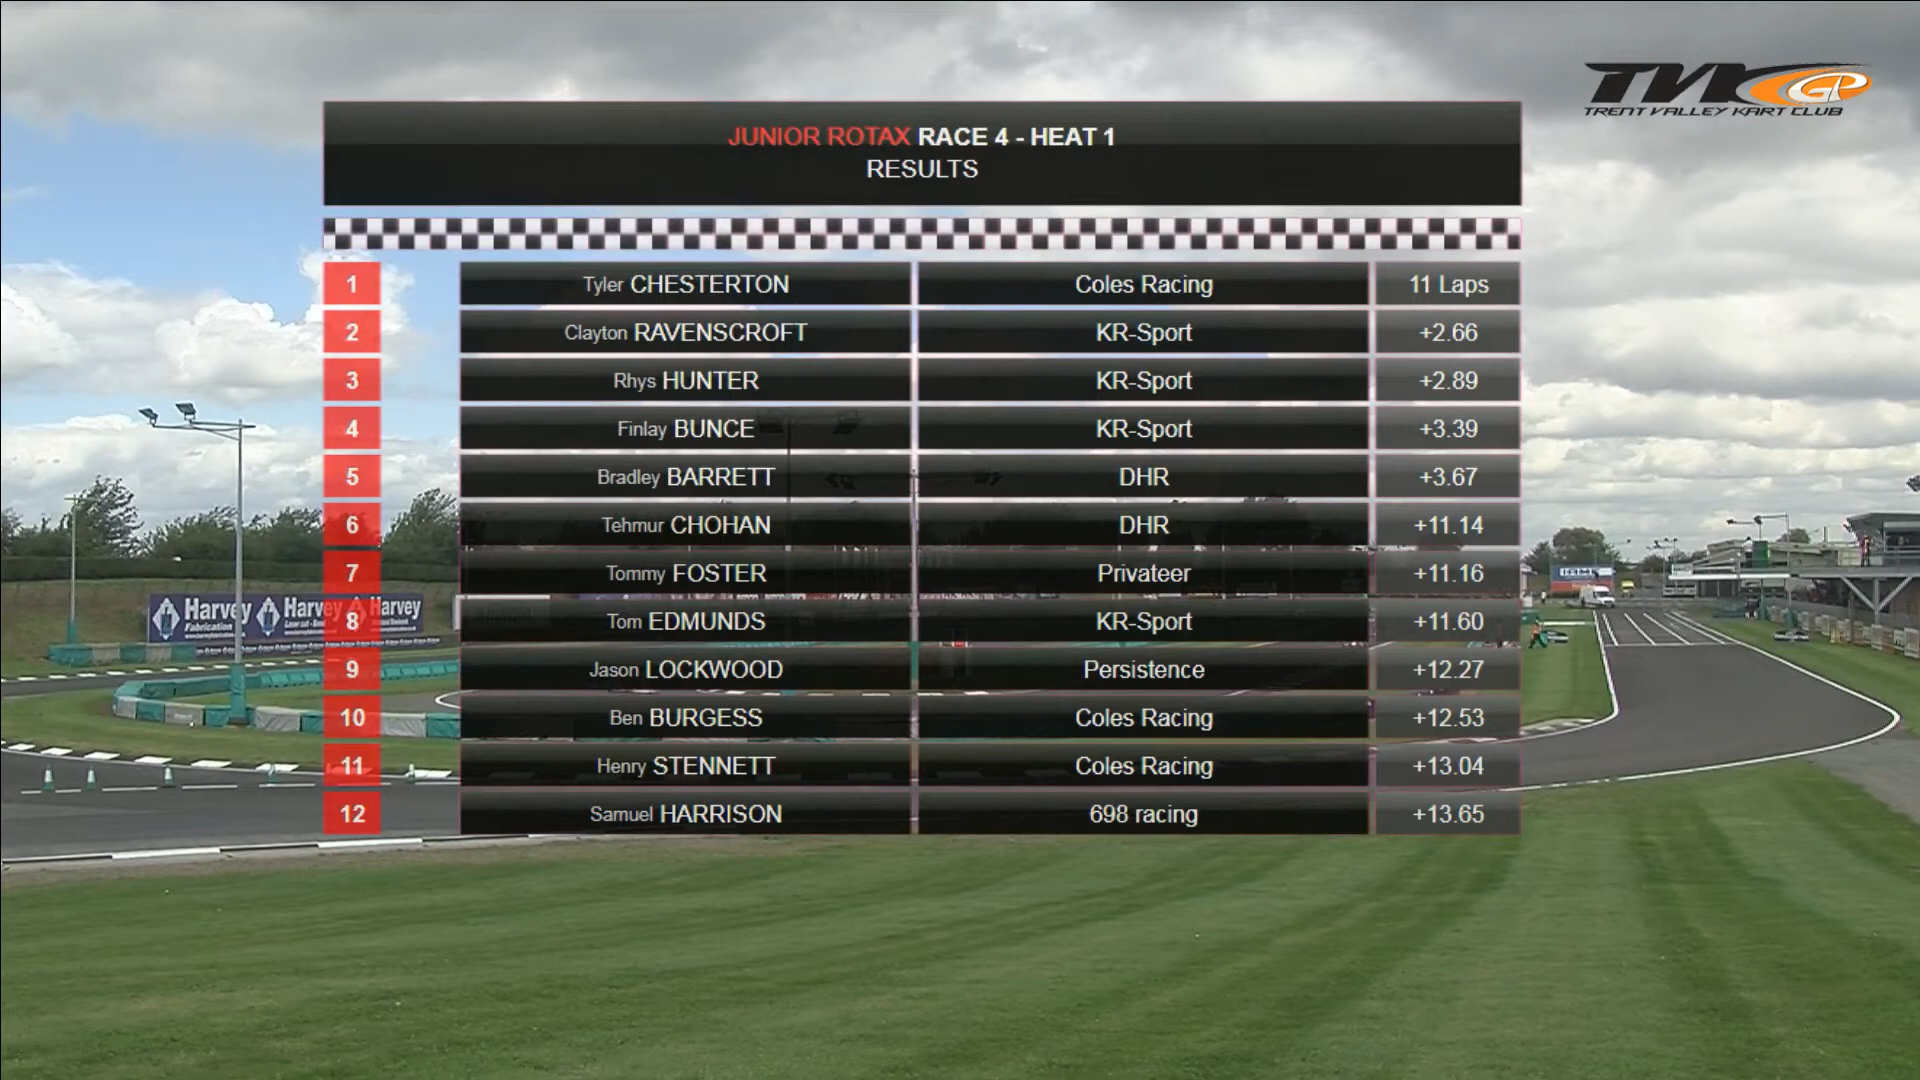 TVKC GP
TRENT VALLEY KART CLUB
JUNIOR ROTAX RACE 4 - HEAT 1
RESULTS
1 Tyler CHESTERTON Coles Racing 11 Laps
2 Clayton RAVENSCROFT KR-Sport +2.66
3 Rhys HUNTER KR-Sport +2.89
4 Finlay BUNCE KR-Sport +3.39
5 Bradley BARRETT DHR +3.67
6 Tehmur CHOHAN DHR +11.14
7 Tommy FOSTER Privateer +11.16
8 Tom EDMUNDS KR-Sport +11.60
9 Jason LOCKWOOD Persistence +12.27
10 Ben BURGESS Coles Racing +12.53
11 Henry STENNETT Coles Racing +13.04
12 Samuel HARRISON 698 racing +13.65
Harvey Harvey Harvey
Fabrication